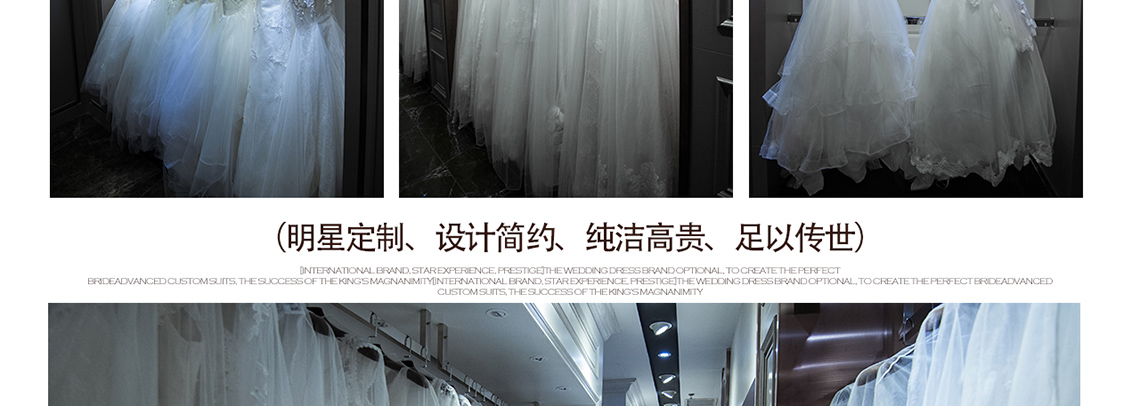 (明星定制、设计简约、纯洁高贵、足以传世)
[INTERNATIONAL BRAND, STAR EXPERIENCE, PRESTIGE]THE WEDDING DRESS BRAND OPTIONAL, TO CREATE THE PERFECT
BRIDEADVANCED CUSTOM SUITS, THE SUCCESS OF THE KING'S MAGNANIMITY[INTERNATIONAL BRAND, STAR EXPERIENCE, PRESTIGE]THE WEDDING DRESS BRAND OPTIONAL, TO CREATE THE PERFECT BRIDEADVANCED
CUSTOM SUITS, THE SUCCESS OF THE KING'S MAGNANIMITY